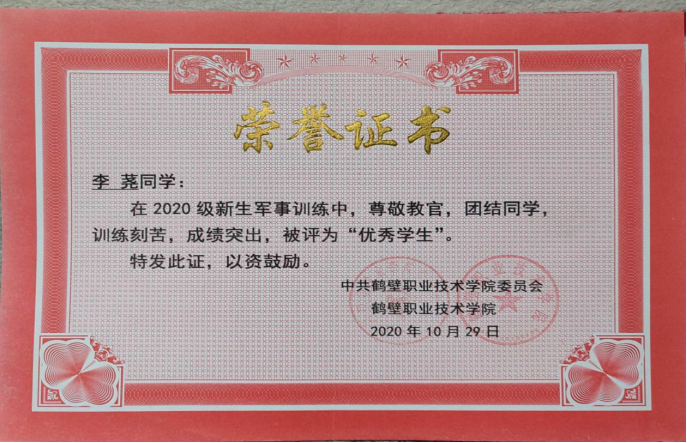 荣誉证书
李 荛同学：
在 2020 级新生军事训练中，尊敬教官，团结同学，
训练刻苦，成绩突出，被评为“优秀学生”。
特发此证，以资鼓励。
中共鹤壁职业技术学院委员会
鹤壁职业技术学院
2020 年 10 月 29 日